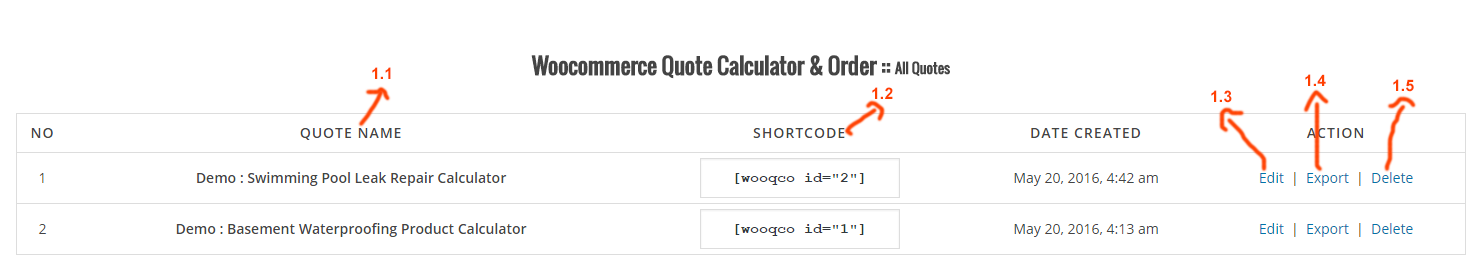 Woocommerce Quote Calculator & Order :: All Quotes
1.1
1.2
1.3
1.4
1.5
NO QUOTE NAME SHORTCODE DATE CREATED ACTION
1 Demo : Swimming Pool Leak Repair Calculator [wooqco id="2"] May 20, 2016, 4:42 am Edit | Export | Delete
2 Demo : Basement Waterproofing Product Calculator [wooqco id="1"] May 20, 2016, 4:13 am Edit | Export | Delete